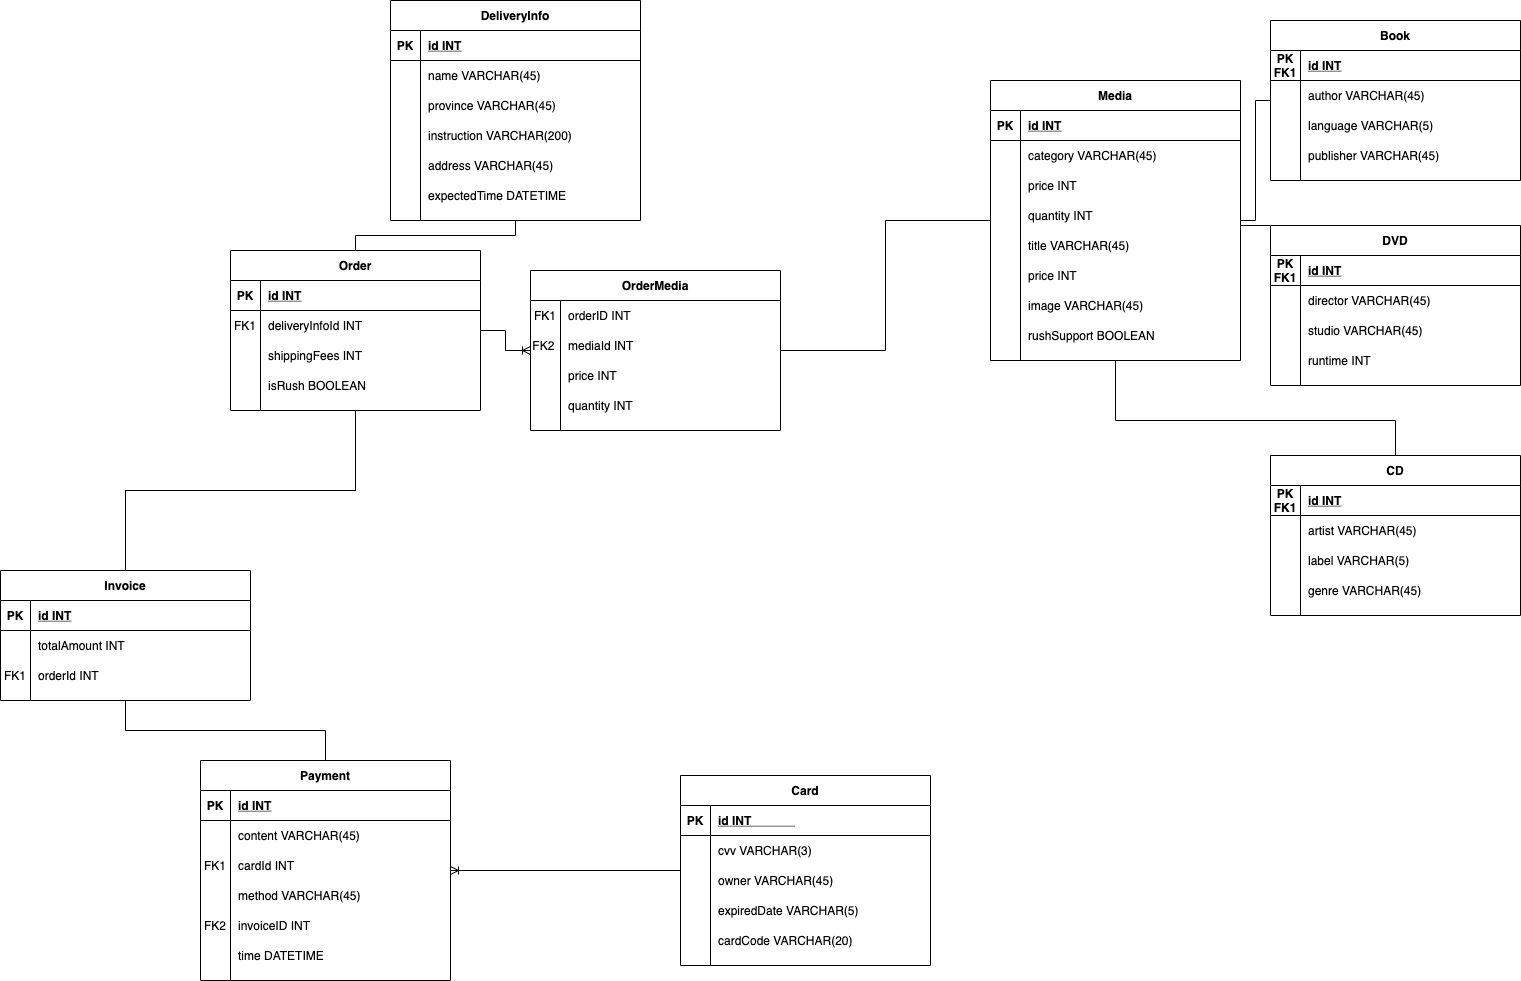 DeliveryInfo
PK id INT
name VARCHAR(45)
province VARCHAR(45)
instruction VARCHAR(200)
address VARCHAR(45)
expectedTime DATETIME
Order
PK id INT
FK1 deliveryInfoId INT
shippingFees INT
isRush BOOLEAN
OrderMedia
FK1 orderID INT
FK2 mediaId INT
price INT
quantity INT
Media
PK id INT
category VARCHAR(45)
price INT
quantity INT
title VARCHAR(45)
price INT
image VARCHAR(45)
rushSupport BOOLEAN
Book
PK
FK1 id INT
author VARCHAR(45)
language VARCHAR(5)
publisher VARCHAR(45)
DVD
PK
FK1 id INT
director VARCHAR(45)
studio VARCHAR(45)
runtime INT
CD
PK
FK1 id INT
artist VARCHAR(45)
label VARCHAR(5)
genre VARCHAR(45)
Invoice
PK id INT
totalAmount INT
FK1 orderId INT
Payment
PK id INT
content VARCHAR(45)
FK1 cardId INT
method VARCHAR(45)
FK2 invoiceID INT
time DATETIME
Card
PK id INT
cvv VARCHAR(3)
owner VARCHAR(45)
expiredDate VARCHAR(5)
cardCode VARCHAR(20)